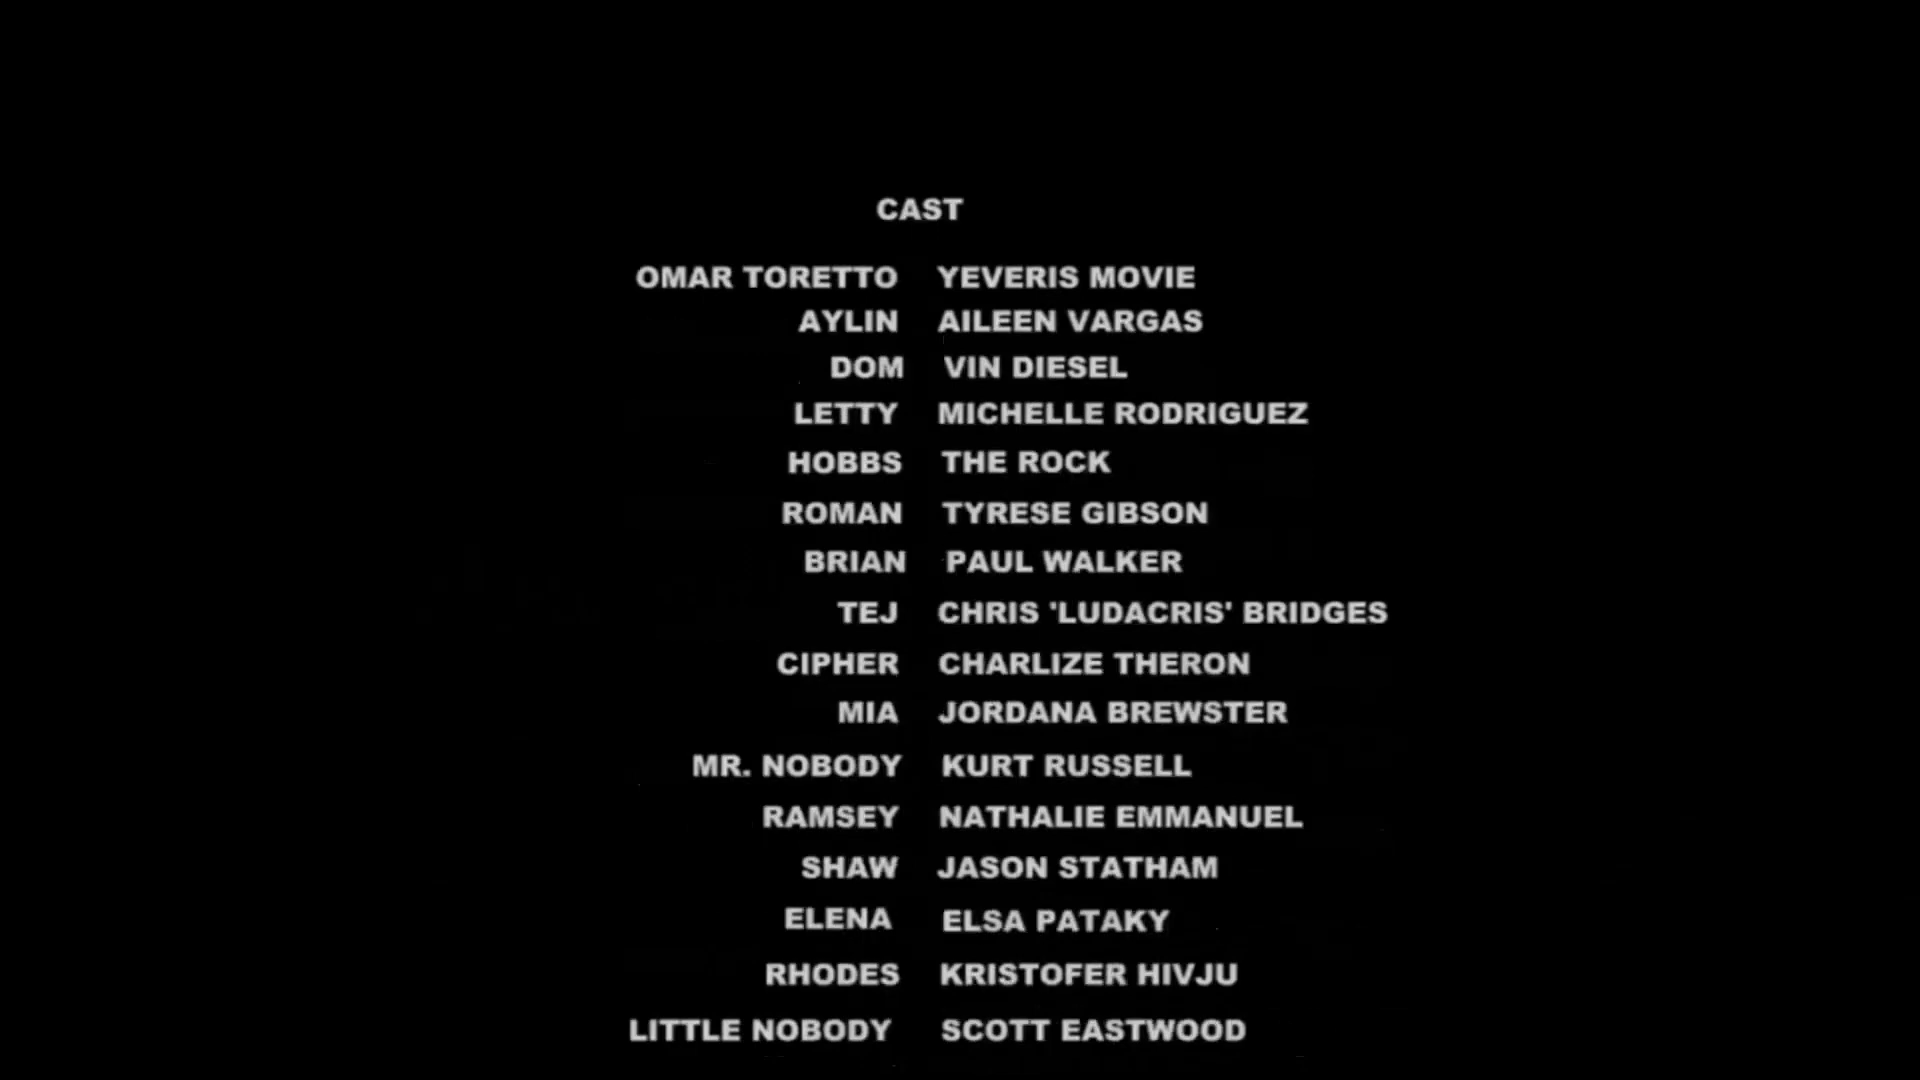 CAST
OMAR TORETTO YEVERIS MOVIE
AYLIN AILEEN VARGAS
DOM VIN DIESEL
LETTY MICHELLE RODRIGUEZ
HOBBS THE ROCK
ROMAN TYRESE GIBSON
BRIAN PAUL WALKER
TEJ CHRIS 'LUDACRIS' BRIDGES
CIPHER CHARLIZE THERON
MIA JORDANA BREWSTER
MR. NOBODY KURT RUSSELL
RAMSEY NATHALIE EMMANUEL
SHAW JASON STATHAM
ELENA ELSA PATAKY
RHODES KRISTOFER HIVJU
LITTLE NOBODY SCOTT EASTWOOD